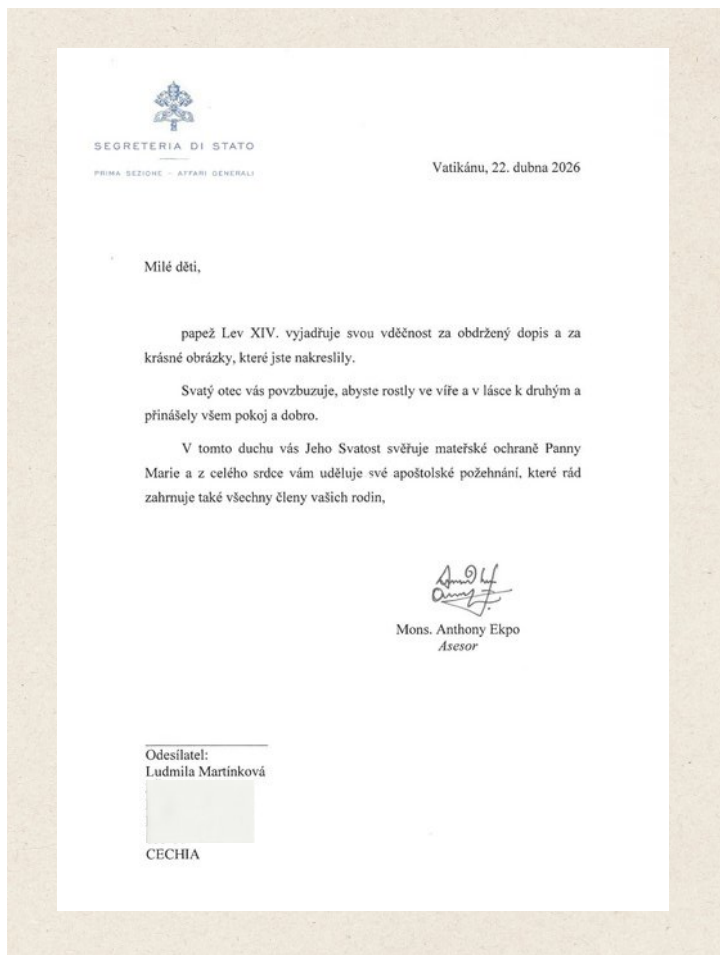 SEGRETERIA DI STATO
PRIMA SEZIONE – AFFARI GENERALI
Vatikánu, 22. dubna 2026
Milé děti,
papež Lev XIV. vyjadřuje svou vděčnost za obdržený dopis a za
krásné obrázky, které jste nakreslily.
Svatý otec vás povzbuzuje, abyste rostly ve víře a v lásce k druhým a
přinášely všem pokoj a dobro.
V tomto duchu vás Jeho Svatost svěřuje mateřské ochraně Panny
Marie a z celého srdce vám uděluje své apoštolské požehnání, které rád
zahrnuje také všechny členy vašich rodin,
Mons. Anthony Ekpo
Asesor
Odesílatel:
Ludmila Martínková
CECHIA